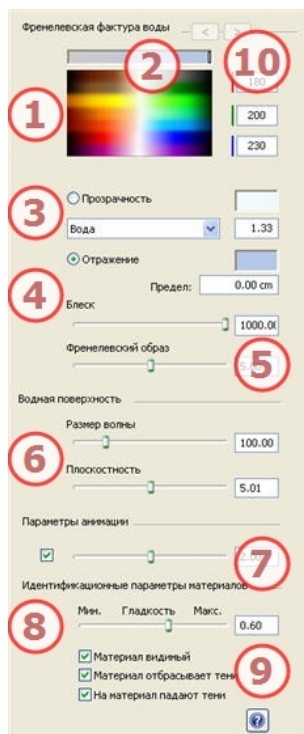 Френелевская фактура воды < >
2
10
1
180
200
230
3
Прозрачность
Вода 1.33
Отражение
4
Предел: 0.00 cm
Блеск
1000.0
Френелевский образ
5
Водная поверхность
Размер волны
6
100.00
Плоскостность
5.01
Параметры анимации
7
Идентификационные параметры материалов
8
Мин. Гладкость Макс.
0.60
Материал видимый
9
Материал отбрасывает тени
На материал падают тени
?